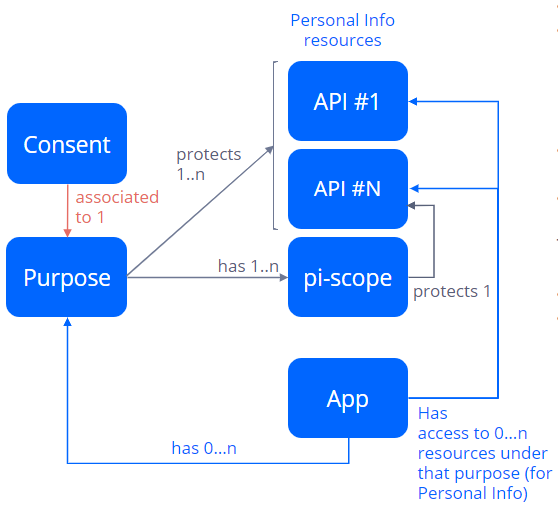 Personal Info
resources
API #1
Consent
protects
1..n
API #N
associated
to 1
Purpose
has 1..n
pi-scope
protects 1
App
Has
access to 0...n
resources under
that purpose (for
Personal Info)
has 0...n